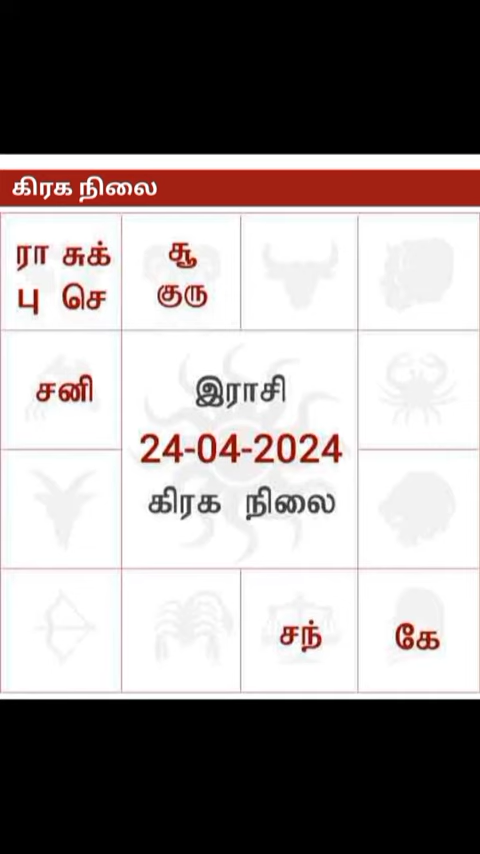 கிரக நிலை
ரா சுக்
பு செ
சூ
குரு
சனி
இராசி
24-04-2024
கிரக நிலை
சந்
கே